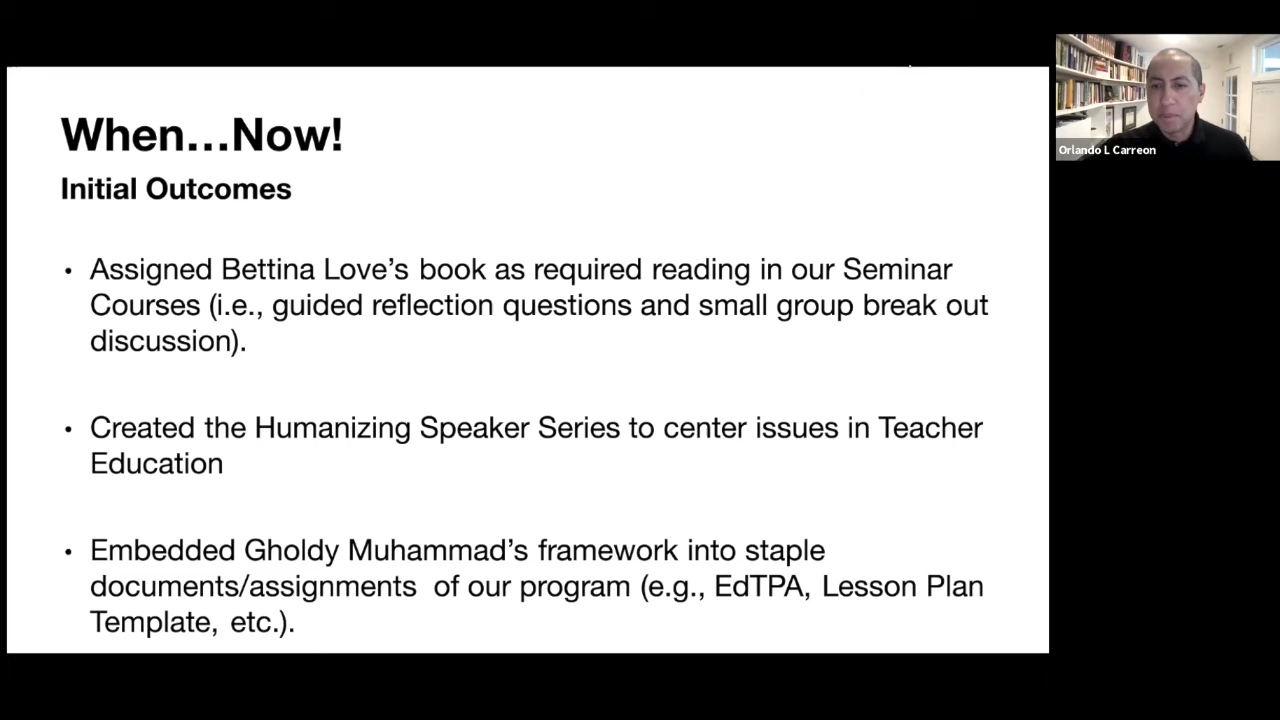 When...Now!
Initial Outcomes
• Assigned Bettina Love's book as required reading in our Seminar
Courses (i.e., guided reflection questions and small group break out
discussion).
• Created the Humanizing Speaker Series to center issues in Teacher
Education
• Embedded Gholdy Muhammad's framework into staple
documents/assignments of our program (e.g., EdTPA, Lesson Plan
Template, etc.).
Orlando L Carreon